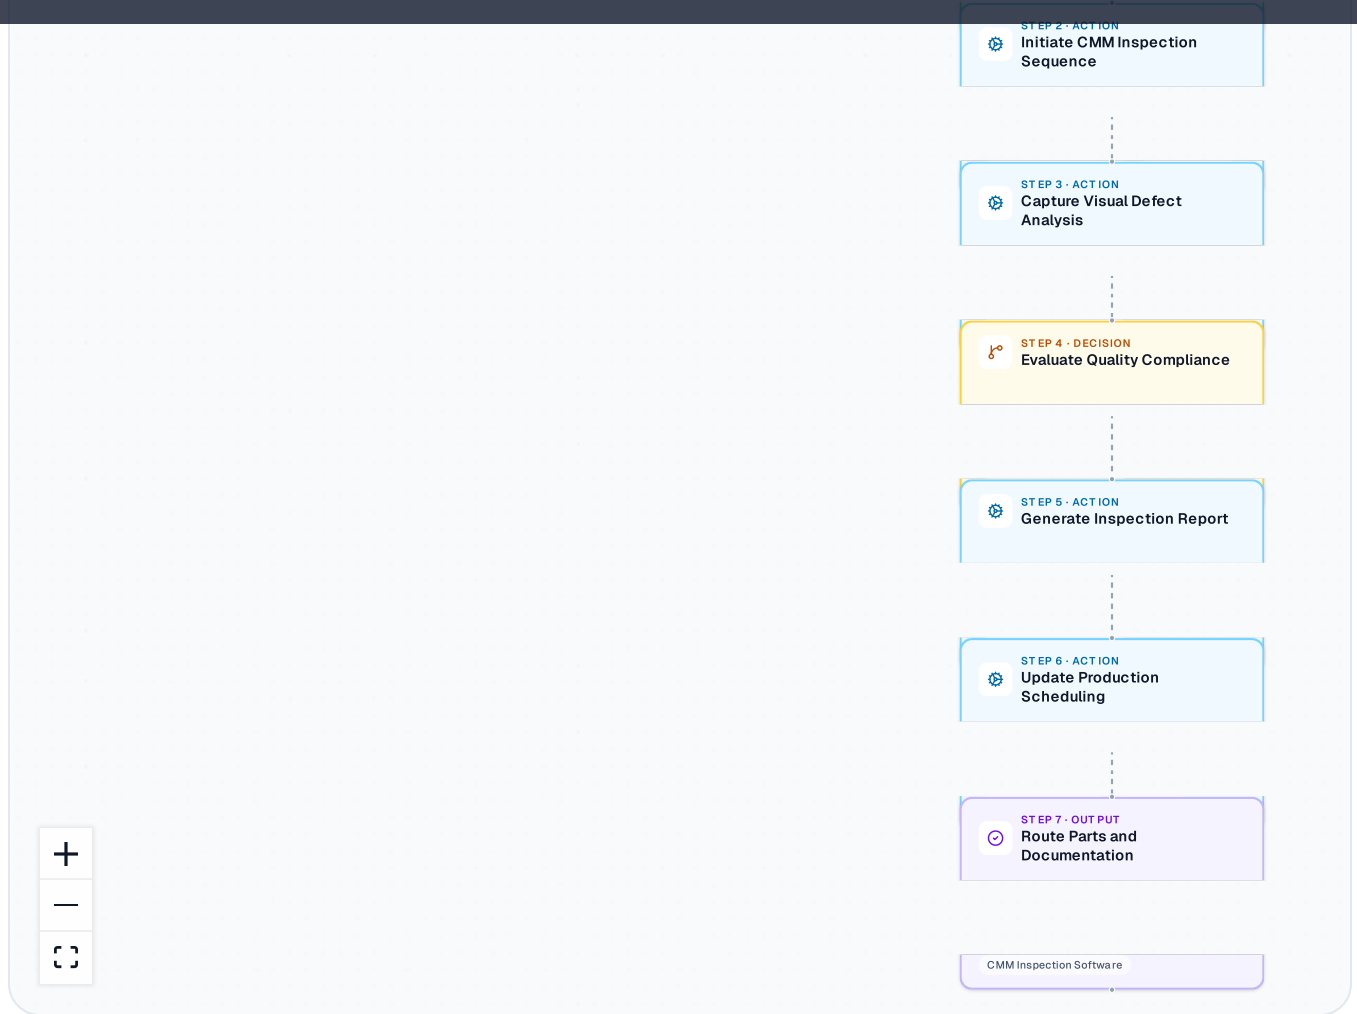 STEP 2 · ACTION
Initiate CMM Inspection
Sequence
STEP 3 · ACTION
Capture Visual Defect
Analysis
STEP 4 · DECISION
Evaluate Quality Compliance
STEP 5 · ACTION
Generate Inspection Report
STEP 6 · ACTION
Update Production
Scheduling
STEP 7 · OUTPUT
Route Parts and
Documentation
CMM Inspection Software